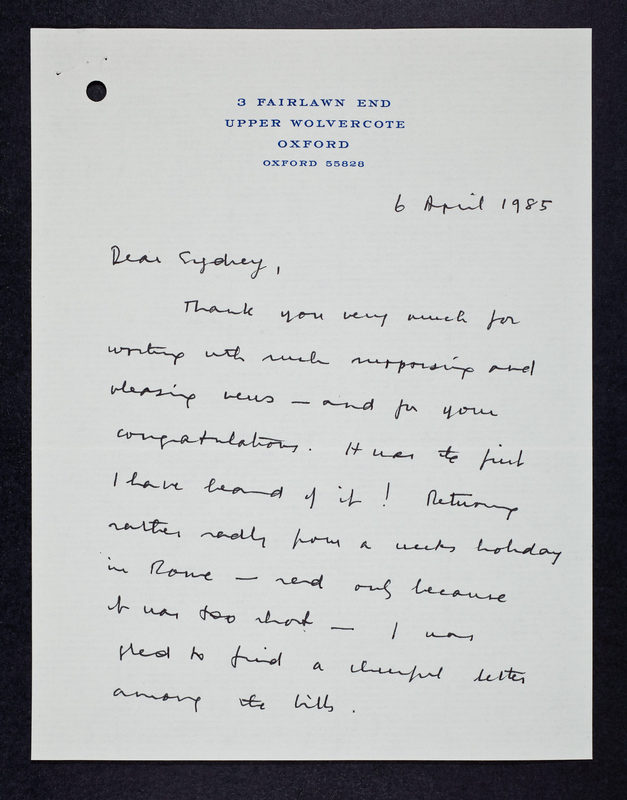 3 FAIRLAWN END
UPPER WOLVERCOTE
OXFORD
OXFORD 55828
6 April 1985
Dear Sydney,
Thank you very much for
writing with such surprising and
pleasing news – and for your
congratulations. It was the first
I have heard of it! Returning
rather sadly from a weeks holiday
in Rome – sad only because
it was too short – I was
glad to find a cheerful letter
among the bills.